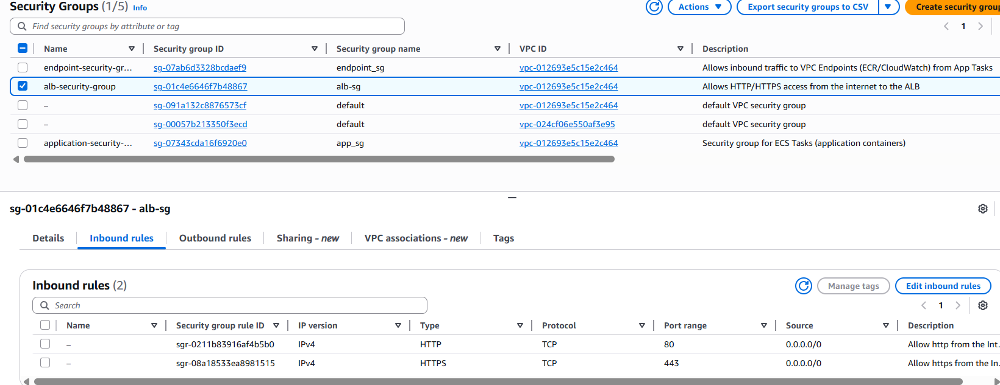 Security Groups (1/5) Info
Actions Export security groups to CSV Create security group
Find security groups by attribute or tag 1
Name Security group ID Security group name VPC ID Description
endpoint-security-gr... sg-07ab6d3328bcdaef9 endpoint_sg vpc-012693e5c15e2c464 Allows inbound traffic to VPC Endpoints (ECR/CloudWatch) from App Tasks
alb-security-group sg-01c4e6646f7b48867 alb-sg vpc-012693e5c15e2c464 Allows HTTP/HTTPS access from the internet to the ALB
– sg-091a132c8876573cf default vpc-012693e5c15e2c464 default VPC security group
– sg-00057b213350f3ecd default vpc-024cf06e550af3e95 default VPC security group
application-security-... sg-07343cda16f6920e0 app_sg vpc-012693e5c15e2c464 Security group for ECS Tasks (application containers)
sg-01c4e6646f7b48867 - alb-sg
Details Inbound rules Outbound rules Sharing - new VPC associations - new Tags
Inbound rules (2)
Manage tags Edit inbound rules
Search 1
Name Security group rule ID IP version Type Protocol Port range Source Description
– sgr-0211b83916af4b5b0 IPv4 HTTP TCP 80 0.0.0.0/0 Allow http from the Int...
– sgr-08a18533ea8981515 IPv4 HTTPS TCP 443 0.0.0.0/0 Allow https from the In...